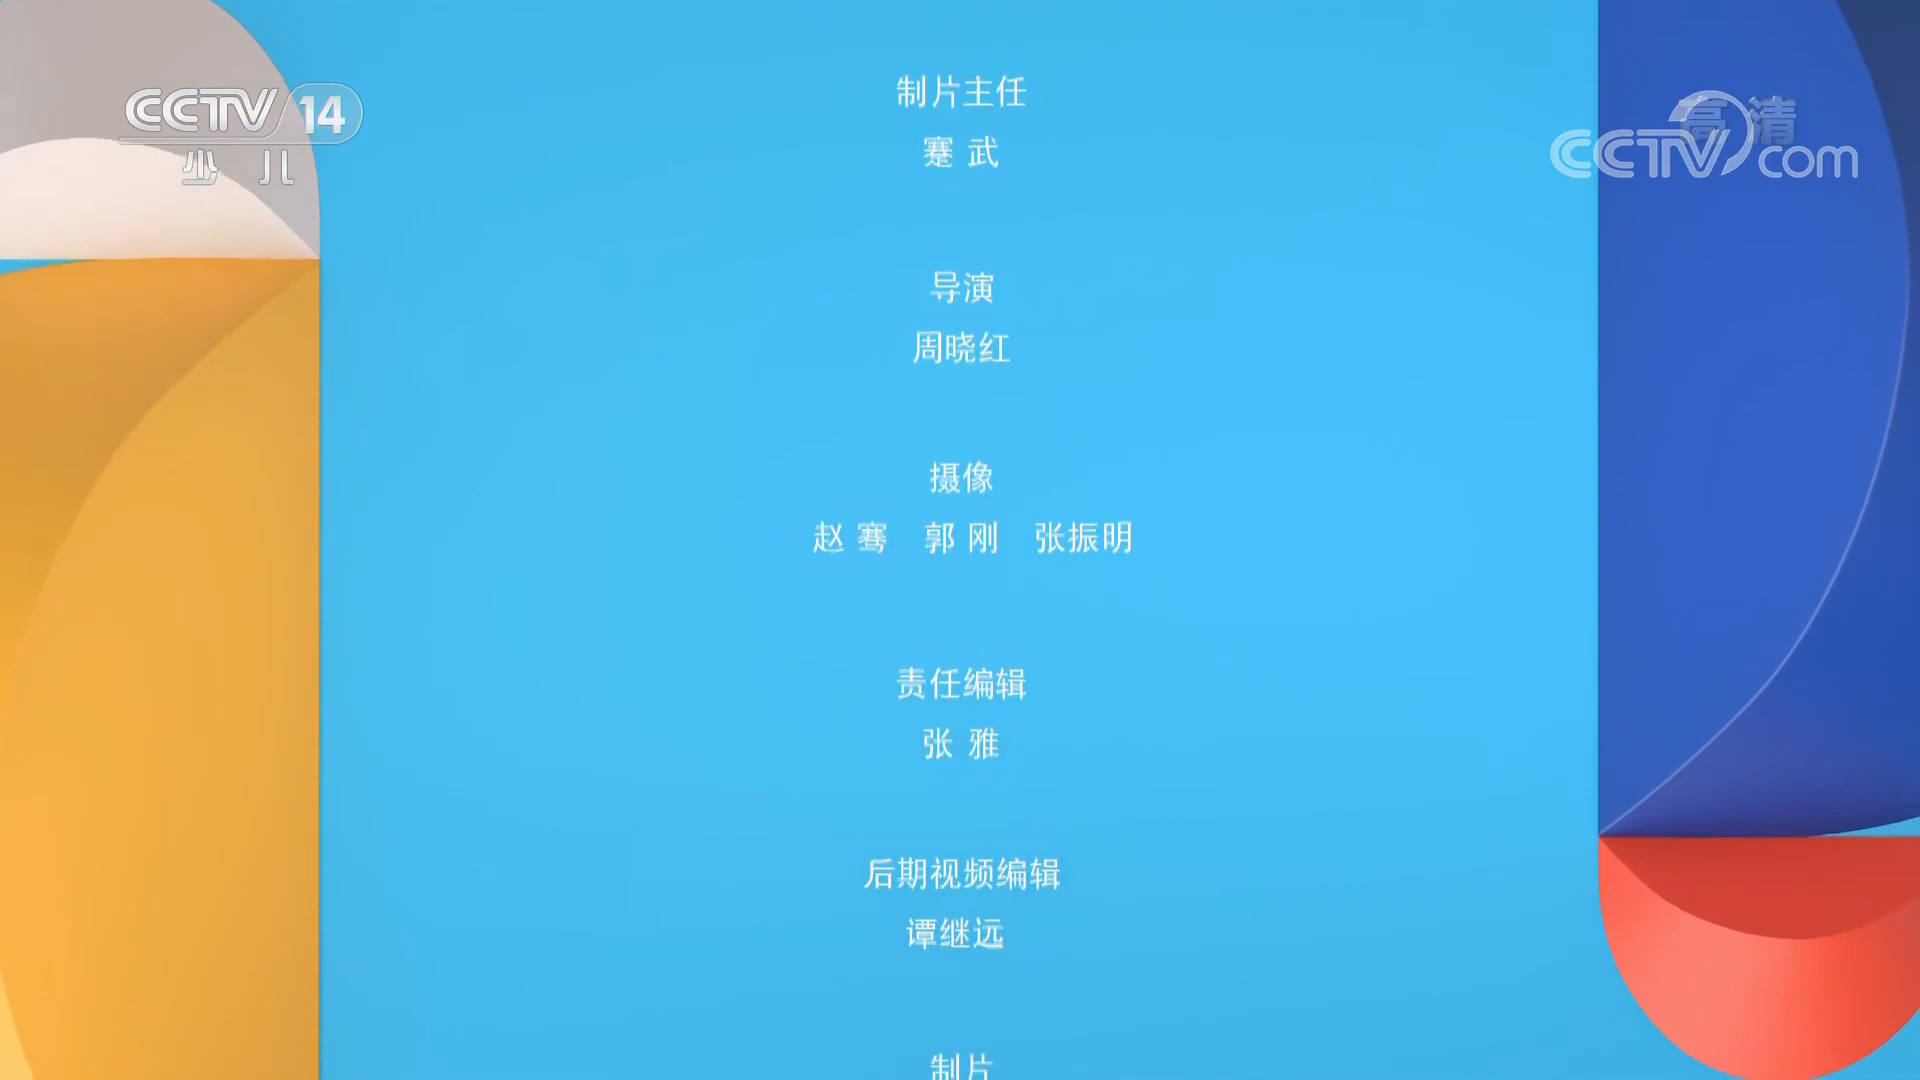 CCTV 14
少儿
高清
CCTV.com
制片主任
蹇 武
导演
周晓红
摄像
赵 骞 郭 刚 张振明
责任编辑
张 雅
后期视频编辑
谭继远
制片